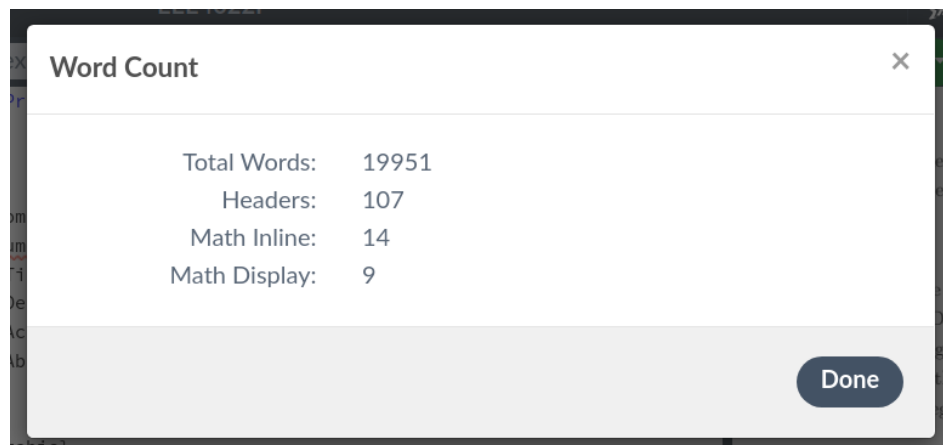 Word Count
×
Total Words: 19951
Headers: 107
Math Inline: 14
Math Display: 9
Done